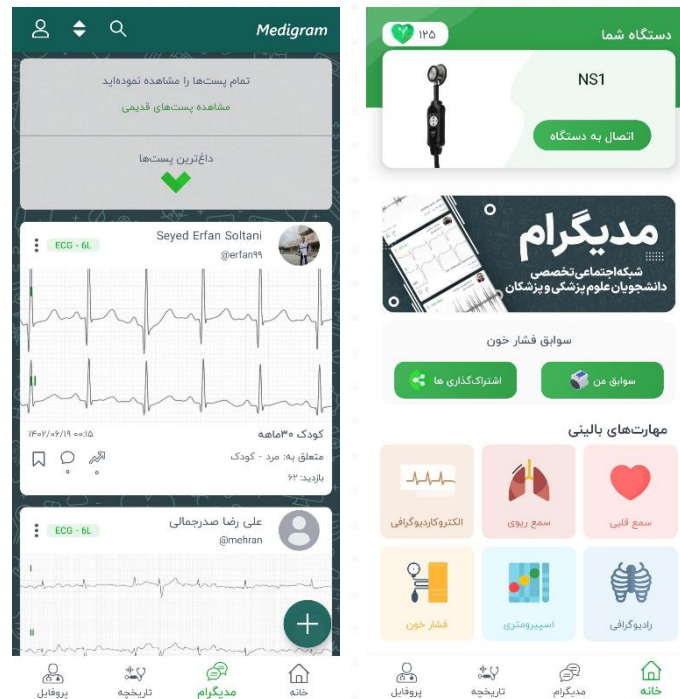 Medigram
تمام پست‌ها را مشاهده نموده‌اید
مشاهده پست‌های قدیمی
داغ‌ترین پست‌ها
Seyed Erfan Soltani
@erfan99
ECG - 6L
I
II
کودک ۳۰ماهه
۱۴۰۲/۰۶/۱۹ ۰۰:۱۵
متعلق به: مرد - کودک
۰
۰
بازدید: ۶۲
علی رضا صدرجمالی
@mehran
ECG - 6L
I
II
خانه
مدیگرام
تاریخچه
پروفایل
دستگاه شما
۱۲۵
NS1
اتصال به دستگاه
مدیگرام
شبکه‌اجتماعی‌تخصصی
دانشجویان‌علوم‌پزشکی‌وپزشکان
سوابق فشار خون
سوابق من
اشتراک‌گذاری ها
مهارت‌های بالینی
سمع قلبی
سمع ریوی
الکتروکاردیوگرافی
رادیوگرافی
اسپیرومتری
فشار خون
خانه
مدیگرام
تاریخچه
پروفایل